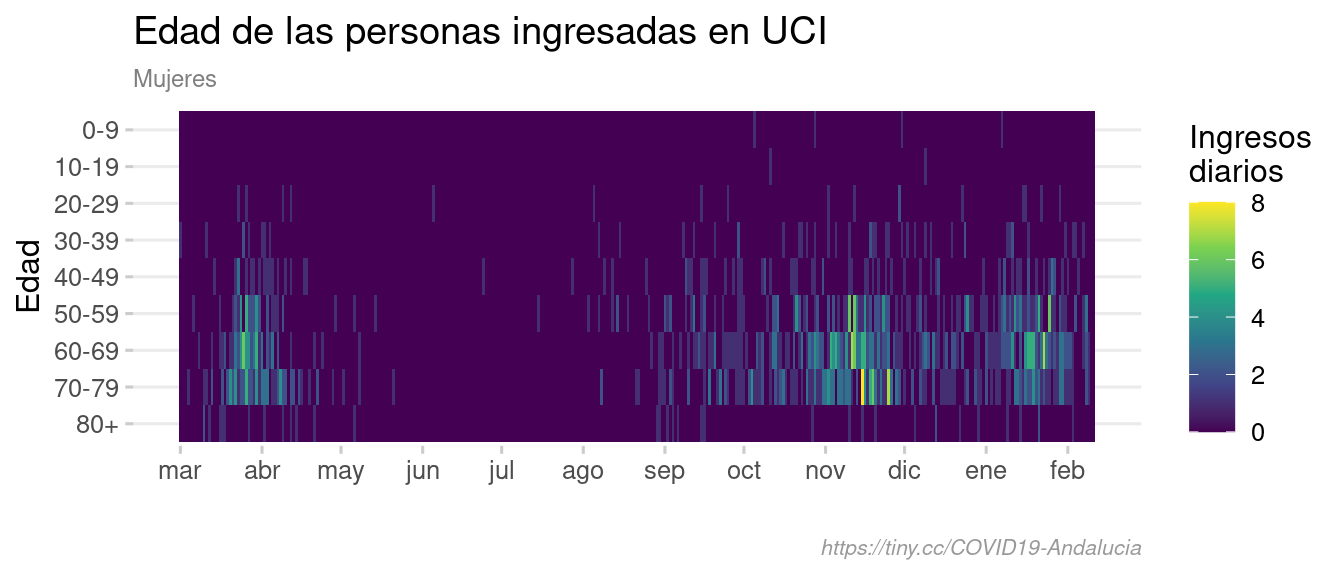 Edad de las personas ingresadas en UCI
Mujeres
Edad
0-9
10-19
20-29
30-39
40-49
50-59
60-69
70-79
80+
mar abr may jun jul ago sep oct nov dic ene feb
Ingresos
diarios
8
6
4
2
0
https://tiny.cc/COVID19-Andalucia